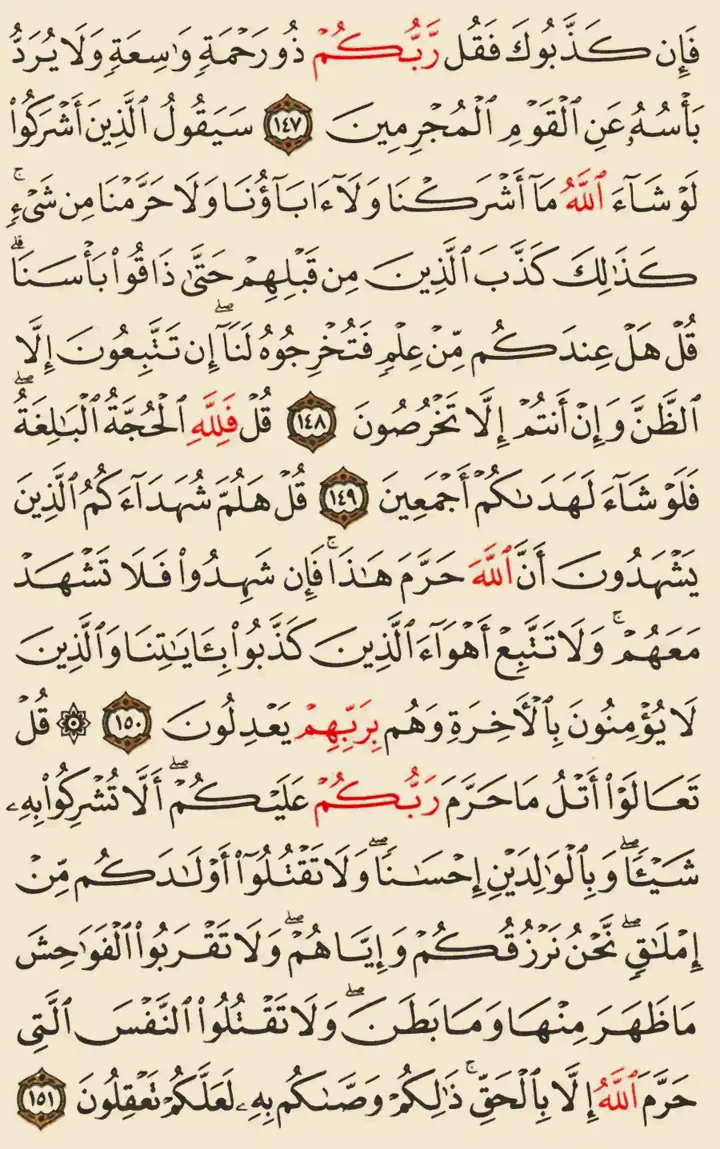 فَإِن كَذَّبُوكَ فَقُل رَّبُّكُمْ ذُو رَحْمَةٍ وَٰسِعَةٍ وَلَا يُرَدُّ
بَأْسُهُۥ عَنِ ٱلْقَوْمِ ٱلْمُجْرِمِينَ ١٤٧ سَيَقُولُ ٱلَّذِينَ أَشْرَكُوا۟
لَوْ شَآءَ ٱللَّهُ مَآ أَشْرَكْنَا وَلَآ ءَابَآؤُنَا وَلَا حَرَّمْنَا مِن شَىْءٍۚ
كَذَٰلِكَ كَذَّبَ ٱلَّذِينَ مِن قَبْلِهِمْ حَتَّىٰ ذَاقُوا۟ بَأْسَنَاۗ
قُلْ هَلْ عِندَكُم مِّنْ عِلْمٍ فَتُخْرِجُوهُ لَنَآۖ إِن تَتَّبِعُونَ إِلَّا
ٱلظَّنَّ وَإِنْ أَنتُمْ إِلَّا تَخْرُصُونَ ١٤٨ قُلْ فَلِلَّهِ ٱلْحُجَّةُ ٱلْبَٰلِغَةُۖ
فَلَوْ شَآءَ لَهَدَىٰكُمْ أَجْمَعِينَ ١٤٩ قُلْ هَلُمَّ شُهَدَآءَكُمُ ٱلَّذِينَ
يَشْهَدُونَ أَنَّ ٱللَّهَ حَرَّمَ هَٰذَاۖ فَإِن شَهِدُوا۟ فَلَا تَشْهَدْ
مَعَهُمْۚ وَلَا تَتَّبِعْ أَهْوَآءَ ٱلَّذِينَ كَذَّبُوا۟ بِـَٔايَٰتِنَا وَٱلَّذِينَ
لَا يُؤْمِنُونَ بِٱلْـَٔاخِرَةِ وَهُم بِرَبِّهِمْ يَعْدِلُونَ ١٥٠ ۞ قُلْ
تَعَالَوْا۟ أَتْلُ مَا حَرَّمَ رَبُّكُمْ عَلَيْكُمْۖ أَلَّا تُشْرِكُوا۟ بِهِۦ
شَيْـًٔاۖ وَبِٱلْوَٰلِدَيْنِ إِحْسَٰنًاۖ وَلَا تَقْتُلُوٓا۟ أَوْلَٰدَكُم مِّنْ
إِمْلَٰقٍۖ نَّحْنُ نَرْزُقُكُمْ وَإِيَّاهُمْۖ وَلَا تَقْرَبُوا۟ ٱلْفَوَٰحِشَ
مَا ظَهَرَ مِنْهَا وَمَا بَطَنَۖ وَلَا تَقْتُلُوا۟ ٱلنَّفْسَ ٱلَّتِى
حَرَّمَ ٱللَّهُ إِلَّا بِٱلْحَقِّۚ ذَٰلِكُمْ وَصَّىٰكُم بِهِۦ لَعَلَّكُمْ تَعْقِلُونَ ١٥١